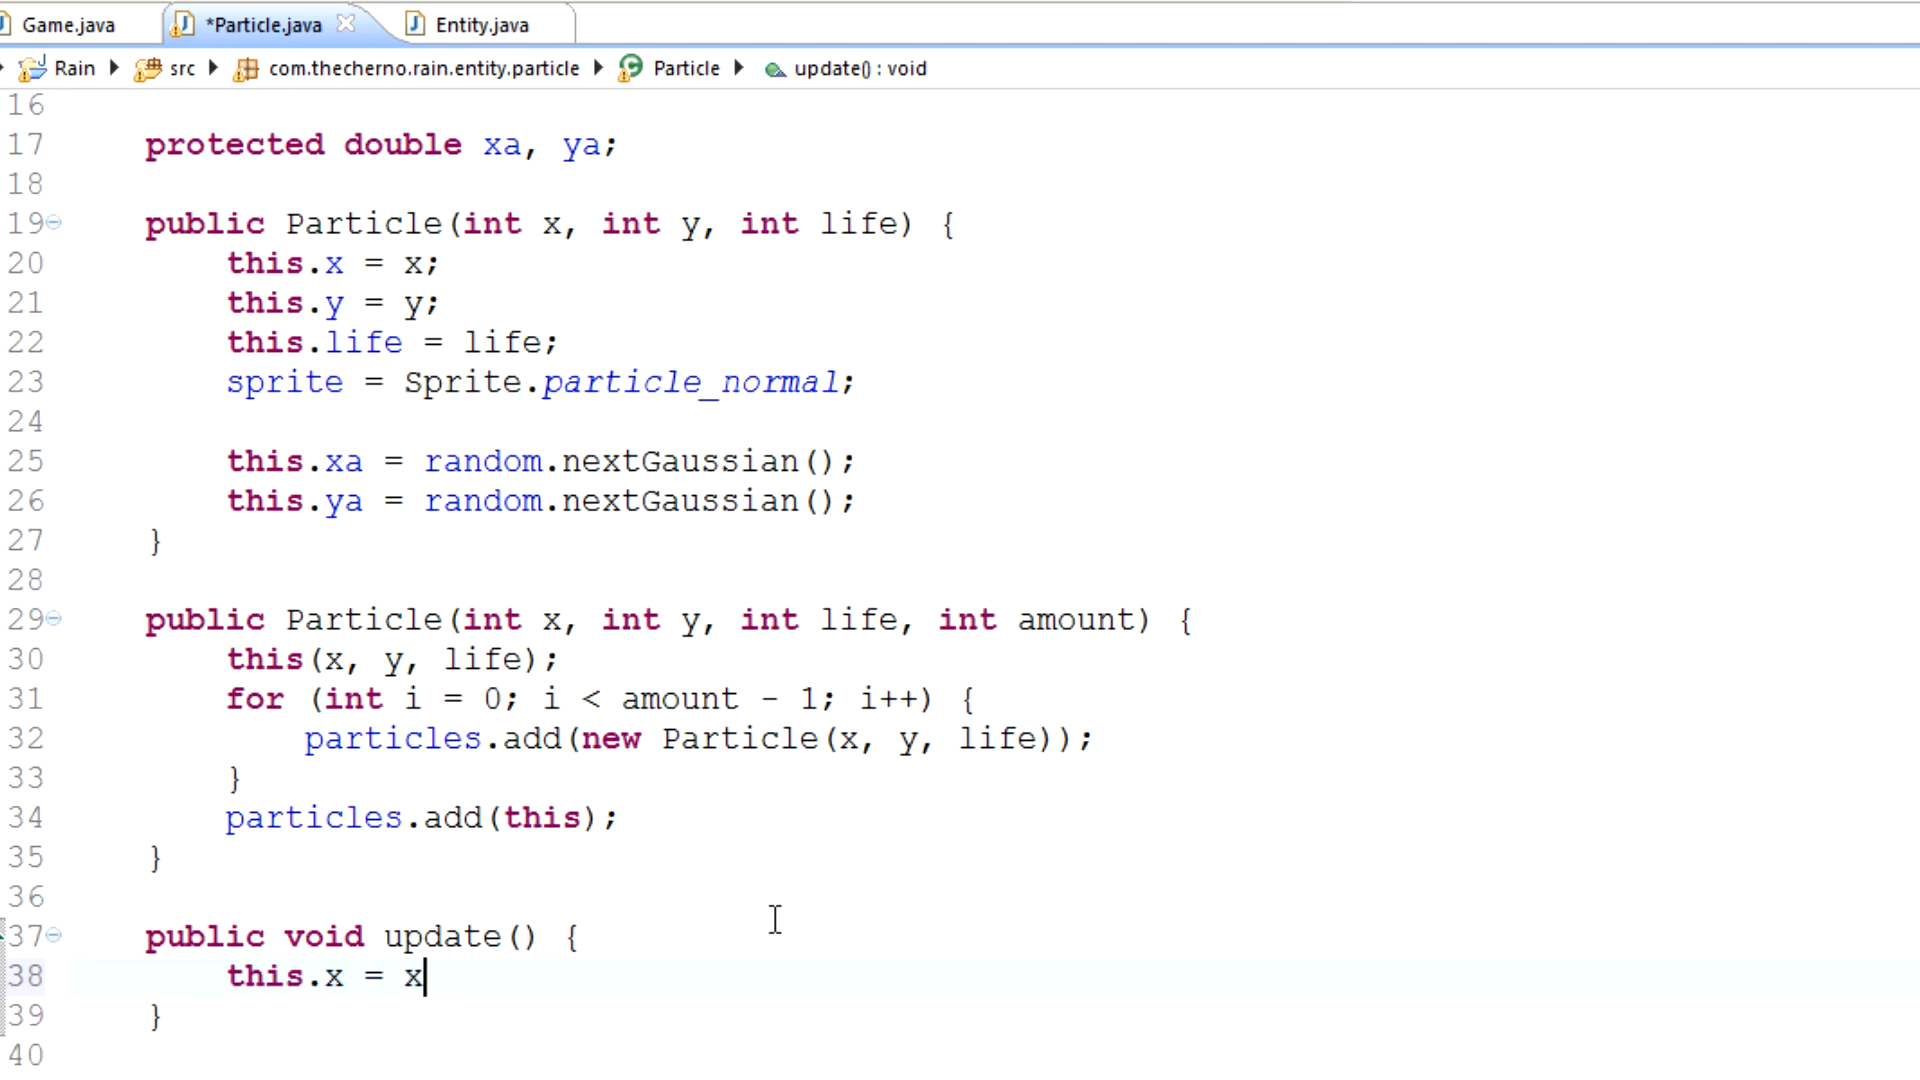 Game.java *Particle.java Entity.java
Rain src com.thecherno.rain.entity.particle Particle update() : void
16
17 protected double xa, ya;
18
19 public Particle(int x, int y, int life) {
20 this.x = x;
21 this.y = y;
22 this.life = life;
23 sprite = Sprite.particle_normal;
24
25 this.xa = random.nextGaussian();
26 this.ya = random.nextGaussian();
27 }
28
29 public Particle(int x, int y, int life, int amount) {
30 this(x, y, life);
31 for (int i = 0; i < amount - 1; i++) {
32 particles.add(new Particle(x, y, life));
33 }
34 particles.add(this);
35 }
36
37 public void update() {
38 this.x = x
39 }
40